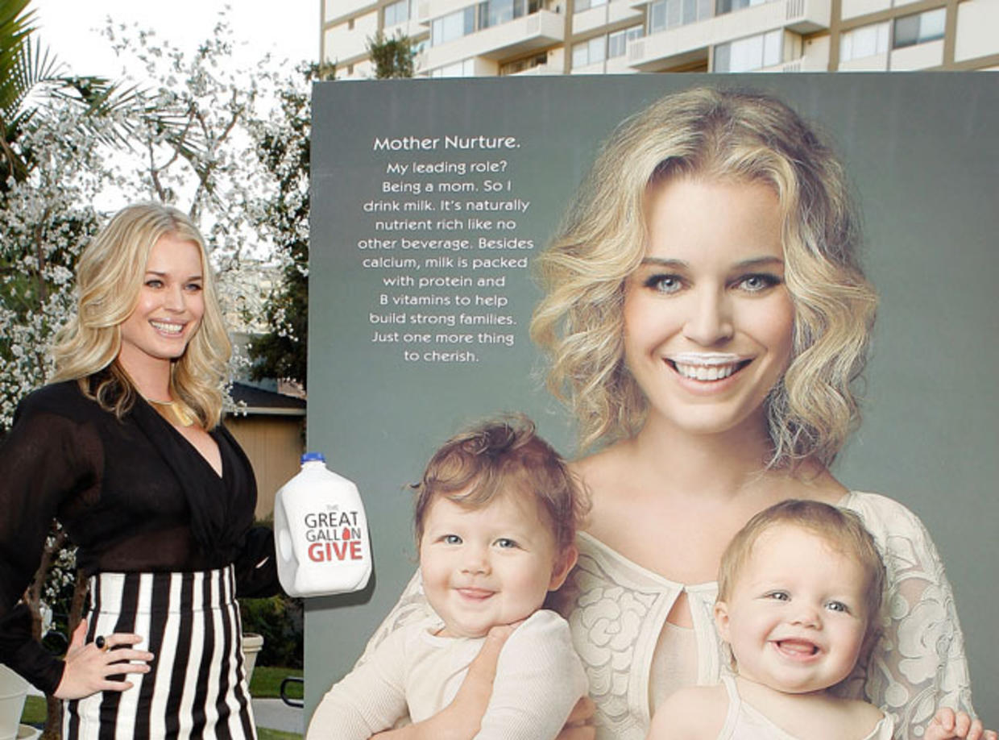 Mother Nurture.
My leading role?
Being a mom. So I
drink milk. It's naturally
nutrient rich like no
other beverage. Besides
calcium, milk is packed
with protein and
B vitamins to help
build strong families.
Just one more thing
to cherish.
THE
GREAT
GALLON
GIVE